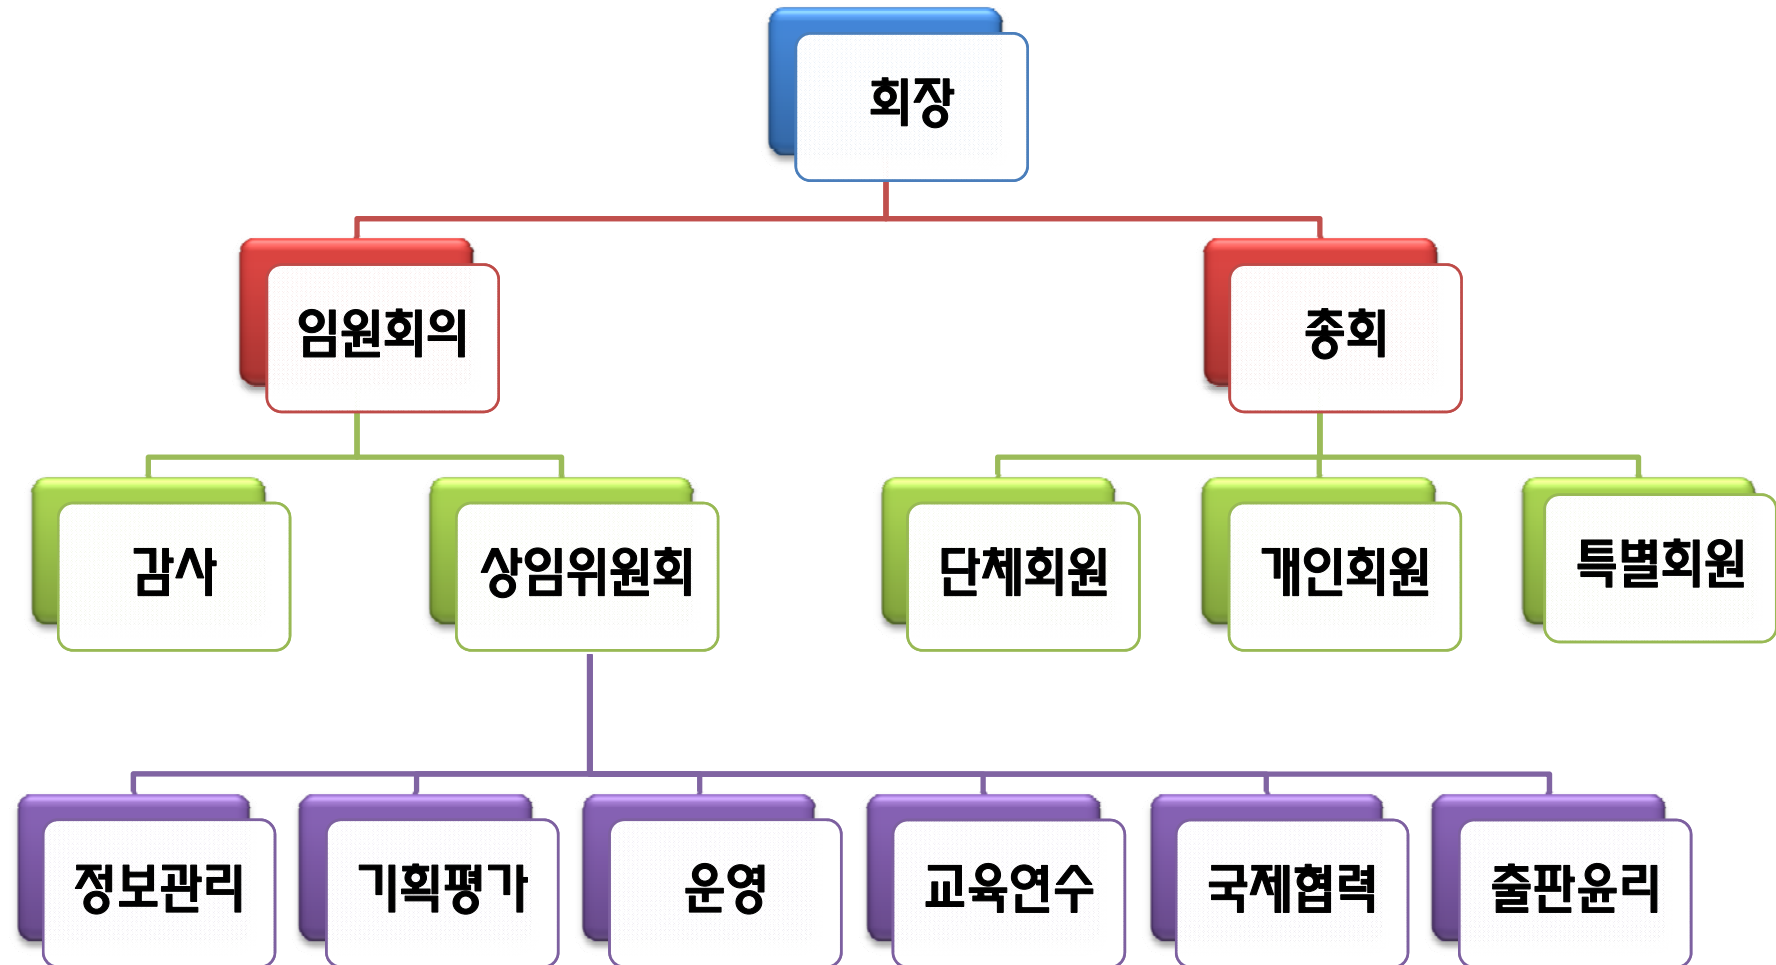 회장
임원회의
총회
감사
상임위원회
단체회원
개인회원
특별회원
정보관리
기획평가
운영
교육연수
국제협력
출판윤리